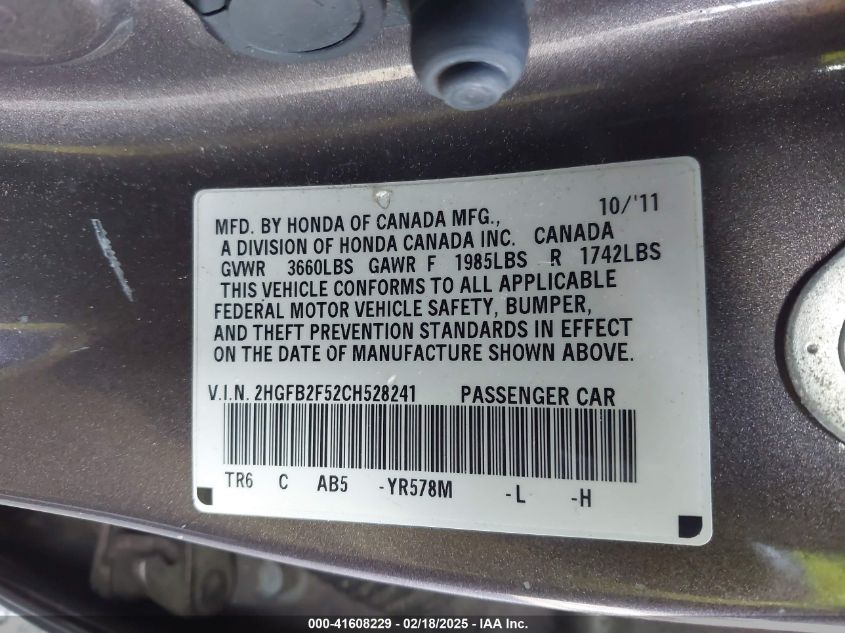 10/'11
MFD. BY HONDA OF CANADA MFG.,
A DIVISION OF HONDA CANADA INC. CANADA
GVWR 3660LBS GAWR F 1985LBS R 1742LBS
THIS VEHICLE CONFORMS TO ALL APPLICABLE
FEDERAL MOTOR VEHICLE SAFETY, BUMPER,
AND THEFT PREVENTION STANDARDS IN EFFECT
ON THE DATE OF MANUFACTURE SHOWN ABOVE.
V.I.N. 2HGFB2F52CH528241 PASSENGER CAR
TR6 C AB5 -YR578M -L -H
000-41608229 - 02/18/2025 - IAA Inc.